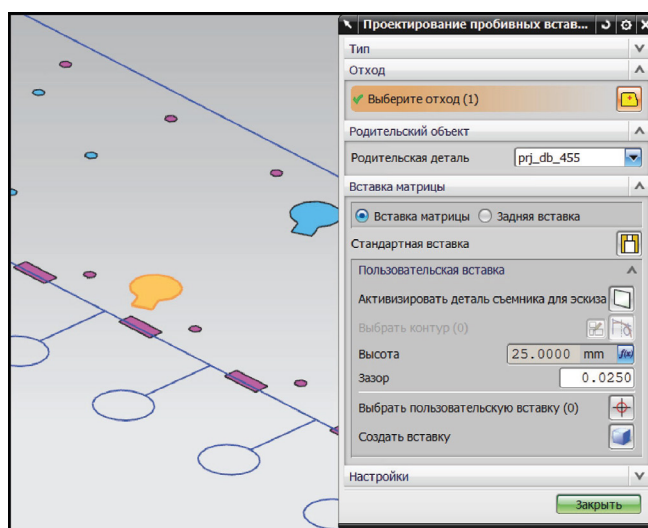 Проектирование пробивных встав...
Тип
Отход
Выберите отход (1)
Родительский объект
Родительская деталь prj_db_455
Вставка матрицы
Вставка матрицы Задняя вставка
Стандартная вставка
Пользовательская вставка
Активизировать деталь съемника для эскиза
Выбрать контур (0)
Высота 25.0000 mm f(x)
Зазор 0.0250
Выбрать пользовательскую вставку (0)
Создать вставку
Настройки
Закрыть